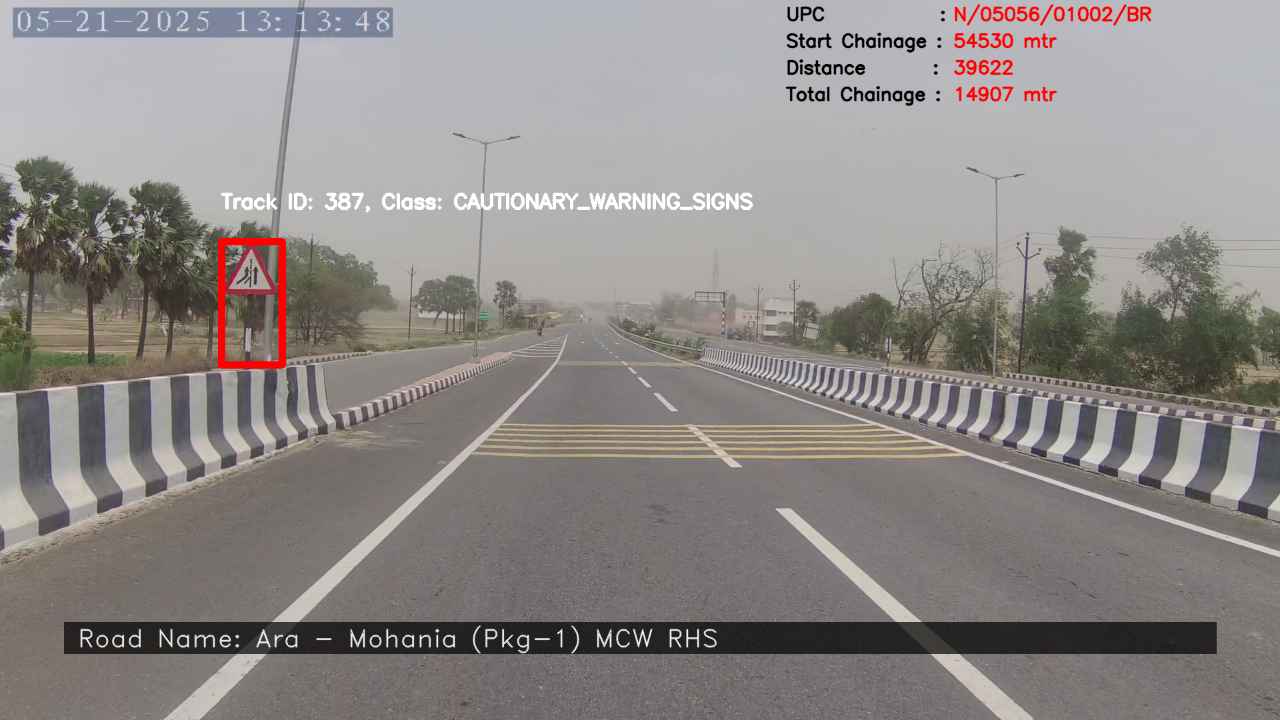 05-21-2025 13:13:48
UPC : N/05056/01002/BR
Start Chainage : 54530 mtr
Distance : 39622
Total Chainage : 14907 mtr
Track ID: 387, Class: CAUTIONARY_WARNING_SIGNS
Road Name: Ara - Mohania (Pkg-1) MCW RHS